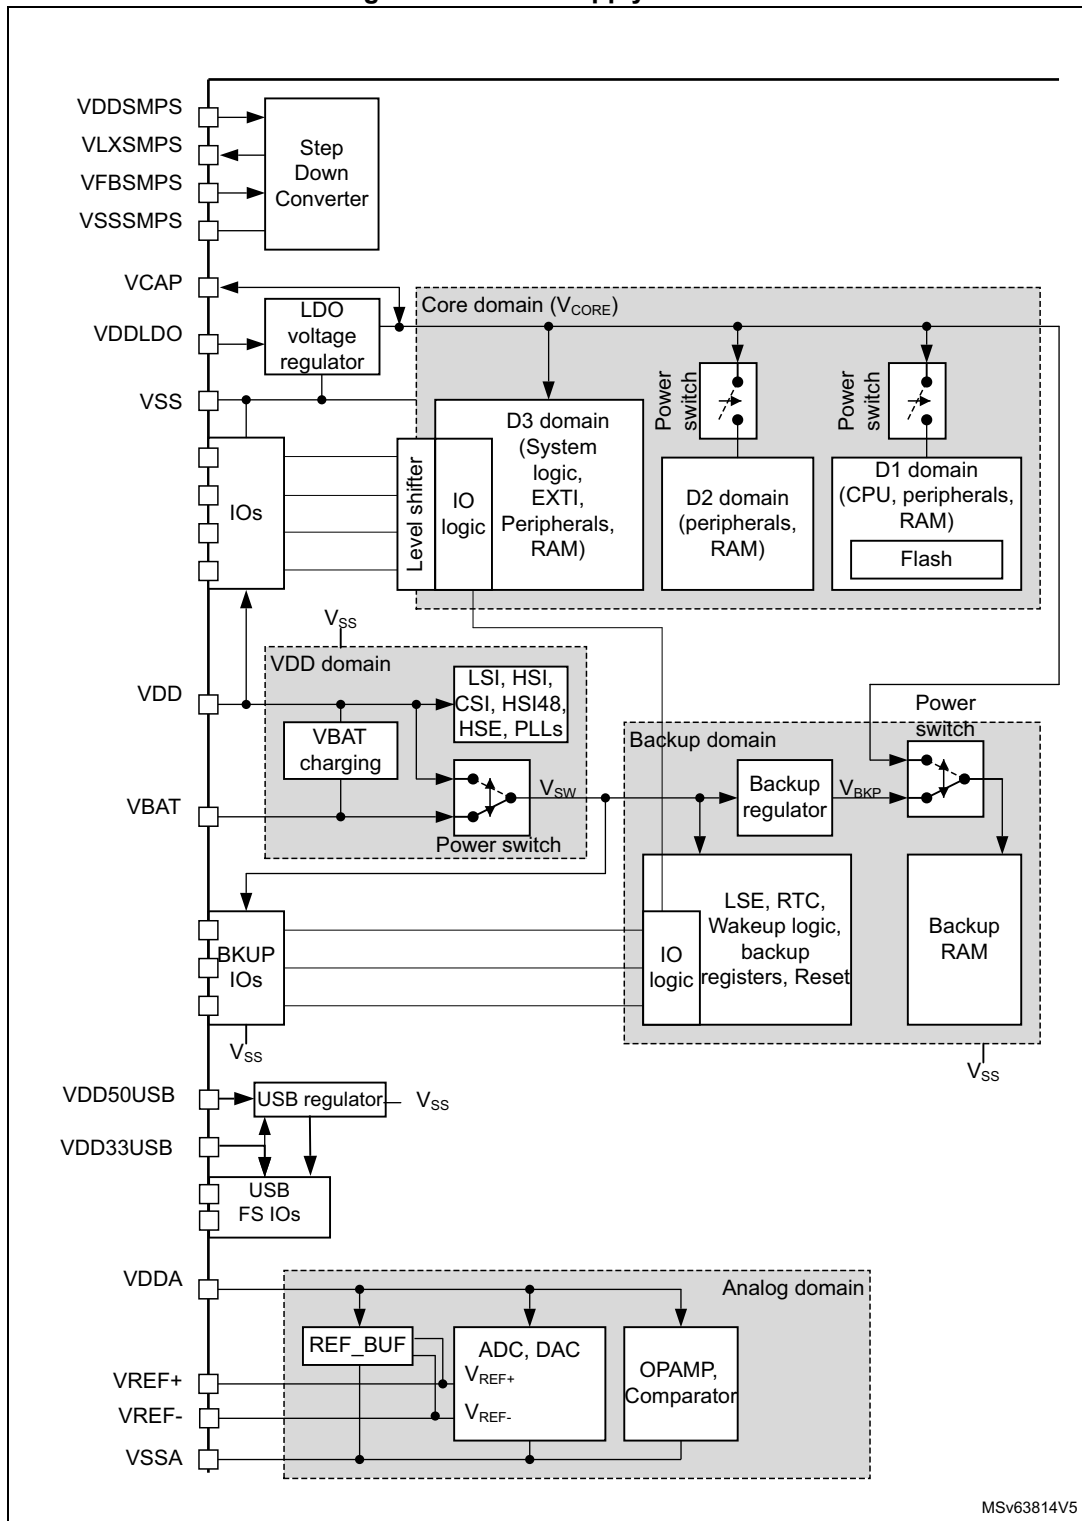 VDDSMPS
VLXSMPS
VFBSMPS
VSSSMPS
Step
Down
Converter
VCAP
VDDLDO
VSS
LDO
voltage
regulator
Core domain (VCORE)
Power
switch
Power
switch
D3 domain
(System
logic,
EXTI,
Peripherals,
RAM)
D2 domain
(peripherals,
RAM)
D1 domain
(CPU, peripherals,
RAM)
Flash
IOs
Level shifter
IO
logic
VSS
VDD domain
VDD
LSI, HSI,
CSI, HSI48,
HSE, PLLs
VBAT
charging
VBAT
VSW
Power switch
Backup domain
Power
switch
Backup
regulator
VBKP
LSE, RTC,
Wakeup logic,
backup
registers, Reset
IO
logic
Backup
RAM
BKUP
IOs
VSS
VSS
VDD50USB
USB regulator
VSS
VDD33USB
USB
FS IOs
VDDA
Analog domain
REF_BUF
ADC, DAC
VREF+
VREF-
OPAMP,
Comparator
VREF+
VREF-
VSSA
MSv63814V5